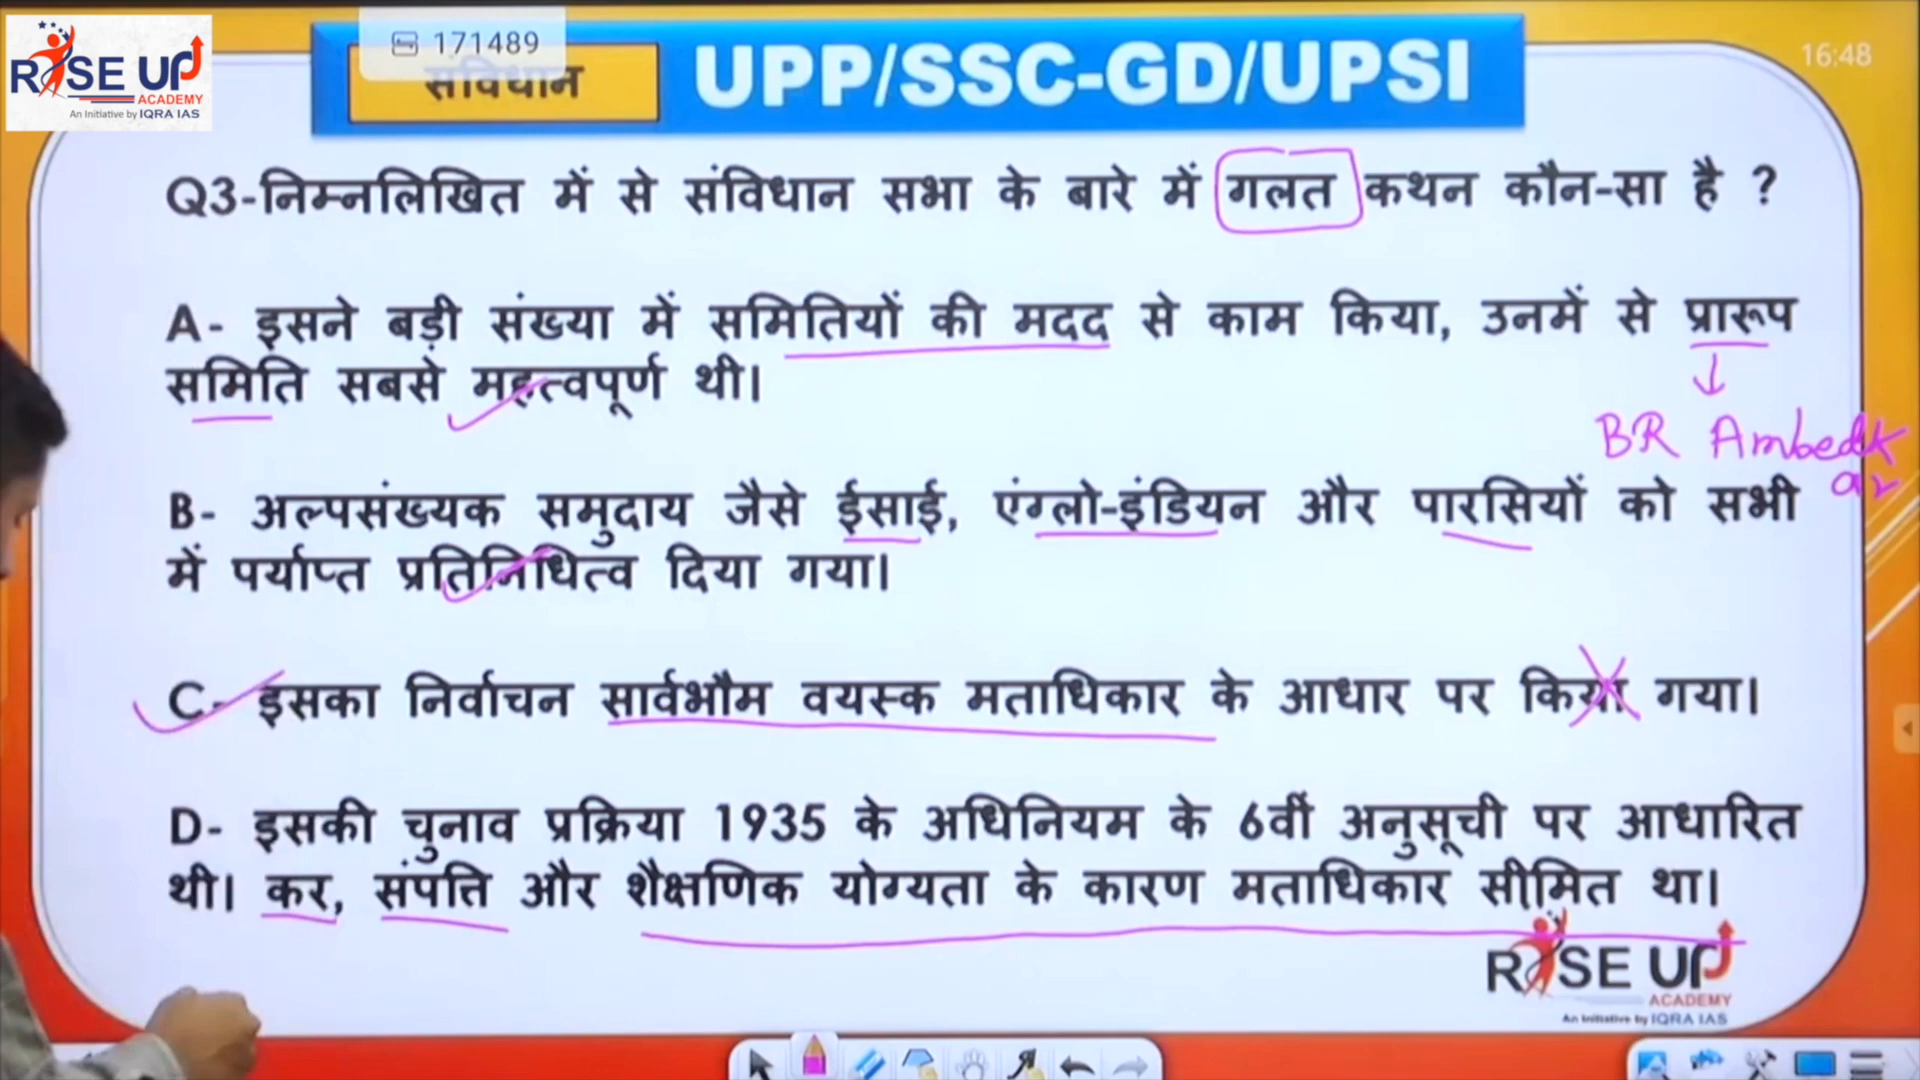 RISE UP
ACADEMY
An Initiative by IQRA IAS
171489
संविधान
UPP/SSC-GD/UPSI
16:48
Q3-निम्नलिखित में से संविधान सभा के बारे में गलत कथन कौन-सा है ?
A- इसने बड़ी संख्या में समितियों की मदद से काम किया, उनमें से प्रारूप
समिति सबसे महत्वपूर्ण थी।
BR Ambedkar
B- अल्पसंख्यक समुदाय जैसे ईसाई, एंग्लो-इंडियन और पारसियों को सभी
में पर्याप्त प्रतिनिधित्व दिया गया।
C- इसका निर्वाचन सार्वभौम वयस्क मताधिकार के आधार पर किया गया।
D- इसकी चुनाव प्रक्रिया 1935 के अधिनियम के 6वीं अनुसूची पर आधारित
थी। कर, संपत्ति और शैक्षणिक योग्यता के कारण मताधिकार सीमित था।
RISE UP
ACADEMY
An Initiative by IQRA IAS